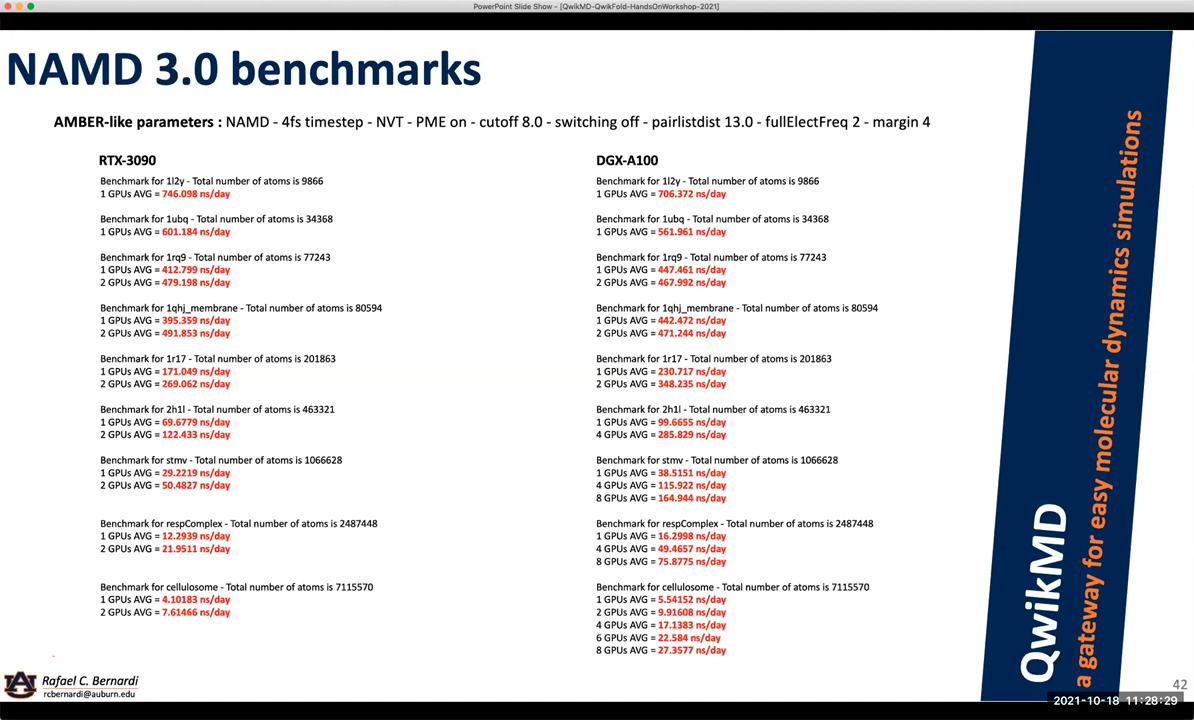 PowerPoint Slide Show - [QwikMD-QwikFold-HandsOnWorkshop-2021]
NAMD 3.0 benchmarks
AMBER-like parameters : NAMD - 4fs timestep - NVT - PME on - cutoff 8.0 - switching off - pairlistdist 13.0 - fullElectFreq 2 - margin 4
RTX-3090
Benchmark for 1l2y - Total number of atoms is 9866
1 GPUs AVG = 746.098 ns/day
Benchmark for 1ubq - Total number of atoms is 34368
1 GPUs AVG = 601.184 ns/day
Benchmark for 1rq9 - Total number of atoms is 77243
1 GPUs AVG = 412.799 ns/day
2 GPUs AVG = 479.198 ns/day
Benchmark for 1qhj_membrane - Total number of atoms is 80594
1 GPUs AVG = 395.359 ns/day
2 GPUs AVG = 491.853 ns/day
Benchmark for 1r17 - Total number of atoms is 201863
1 GPUs AVG = 171.049 ns/day
2 GPUs AVG = 269.062 ns/day
Benchmark for 2h1l - Total number of atoms is 463321
1 GPUs AVG = 69.6779 ns/day
2 GPUs AVG = 122.433 ns/day
Benchmark for stmv - Total number of atoms is 1066628
1 GPUs AVG = 29.2219 ns/day
2 GPUs AVG = 50.4827 ns/day
Benchmark for respComplex - Total number of atoms is 2487448
1 GPUs AVG = 12.2939 ns/day
2 GPUs AVG = 21.9511 ns/day
Benchmark for cellulosome - Total number of atoms is 7115570
1 GPUs AVG = 4.10183 ns/day
2 GPUs AVG = 7.61466 ns/day
DGX-A100
Benchmark for 1l2y - Total number of atoms is 9866
1 GPUs AVG = 706.372 ns/day
Benchmark for 1ubq - Total number of atoms is 34368
1 GPUs AVG = 561.961 ns/day
Benchmark for 1rq9 - Total number of atoms is 77243
1 GPUs AVG = 447.461 ns/day
2 GPUs AVG = 467.992 ns/day
Benchmark for 1qhj_membrane - Total number of atoms is 80594
1 GPUs AVG = 442.472 ns/day
2 GPUs AVG = 471.244 ns/day
Benchmark for 1r17 - Total number of atoms is 201863
1 GPUs AVG = 230.717 ns/day
2 GPUs AVG = 348.235 ns/day
Benchmark for 2h1l - Total number of atoms is 463321
1 GPUs AVG = 99.6655 ns/day
4 GPUs AVG = 285.829 ns/day
Benchmark for stmv - Total number of atoms is 1066628
1 GPUs AVG = 38.5151 ns/day
4 GPUs AVG = 115.922 ns/day
8 GPUs AVG = 164.944 ns/day
Benchmark for respComplex - Total number of atoms is 2487448
1 GPUs AVG = 16.2998 ns/day
4 GPUs AVG = 49.4657 ns/day
8 GPUs AVG = 75.8775 ns/day
Benchmark for cellulosome - Total number of atoms is 7115570
1 GPUs AVG = 5.54152 ns/day
2 GPUs AVG = 9.91608 ns/day
4 GPUs AVG = 17.1383 ns/day
6 GPUs AVG = 22.584 ns/day
8 GPUs AVG = 27.3577 ns/day
QwikMD
a gateway for easy molecular dynamics simulations
AU
Rafael C. Bernardi
rcbernardi@auburn.edu
42
2021-10-18 11:28:29